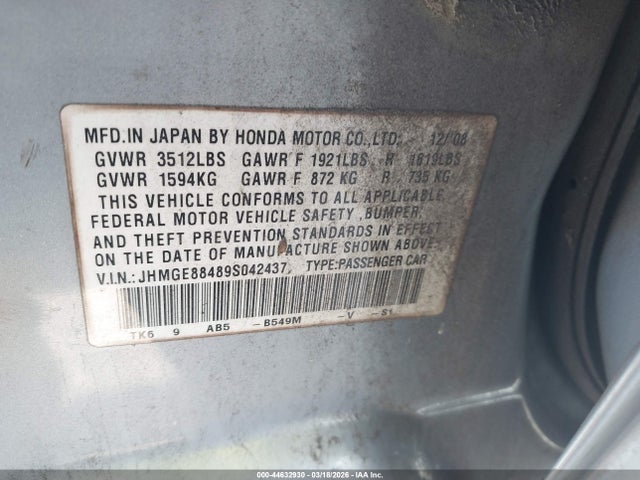 MFD.IN JAPAN BY HONDA MOTOR CO.,LTD. 12/'08
GVWR 3512LBS GAWR F 1921LBS R 1819LBS
GVWR 1594KG GAWR F 872 KG R 735 KG
THIS VEHICLE CONFORMS TO ALL APPLICABLE
FEDERAL MOTOR VEHICLE SAFETY ,BUMPER,
AND THEFT PREVENTION STANDARDS IN EFFECT
ON THE DATE OF MANUFACTURE SHOWN ABOVE.
V.I.N.:JHMGE88489S042437. TYPE:PASSENGER CAR
TK6 9 AB5 -B549M -V -S1
000-44632930 - 03/18/2026 - IAAI.COM